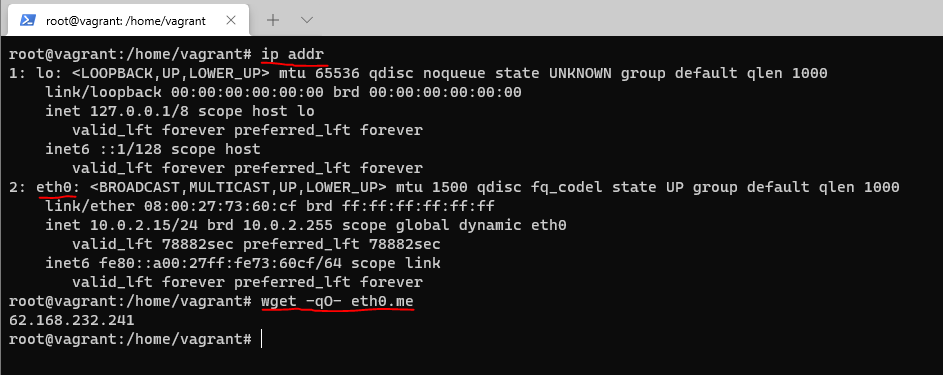 root@vagrant: /home/vagrant
root@vagrant:/home/vagrant# ip addr
1: lo: <LOOPBACK,UP,LOWER_UP> mtu 65536 qdisc noqueue state UNKNOWN group default qlen 1000
    link/loopback 00:00:00:00:00:00 brd 00:00:00:00:00:00
    inet 127.0.0.1/8 scope host lo
       valid_lft forever preferred_lft forever
    inet6 ::1/128 scope host
       valid_lft forever preferred_lft forever
2: eth0: <BROADCAST,MULTICAST,UP,LOWER_UP> mtu 1500 qdisc fq_codel state UP group default qlen 1000
    link/ether 08:00:27:73:60:cf brd ff:ff:ff:ff:ff:ff
    inet 10.0.2.15/24 brd 10.0.2.255 scope global dynamic eth0
       valid_lft 78882sec preferred_lft 78882sec
    inet6 fe80::a00:27ff:fe73:60cf/64 scope link
       valid_lft forever preferred_lft forever
root@vagrant:/home/vagrant# wget -qO- eth0.me
62.168.232.241
root@vagrant:/home/vagrant#